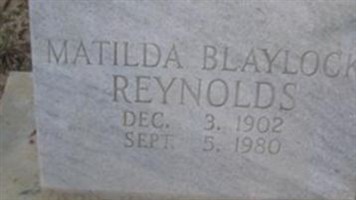 MATILDA BLAYLOCK
REYNOLDS
DEC. 3, 1902
SEPT. 5, 1980